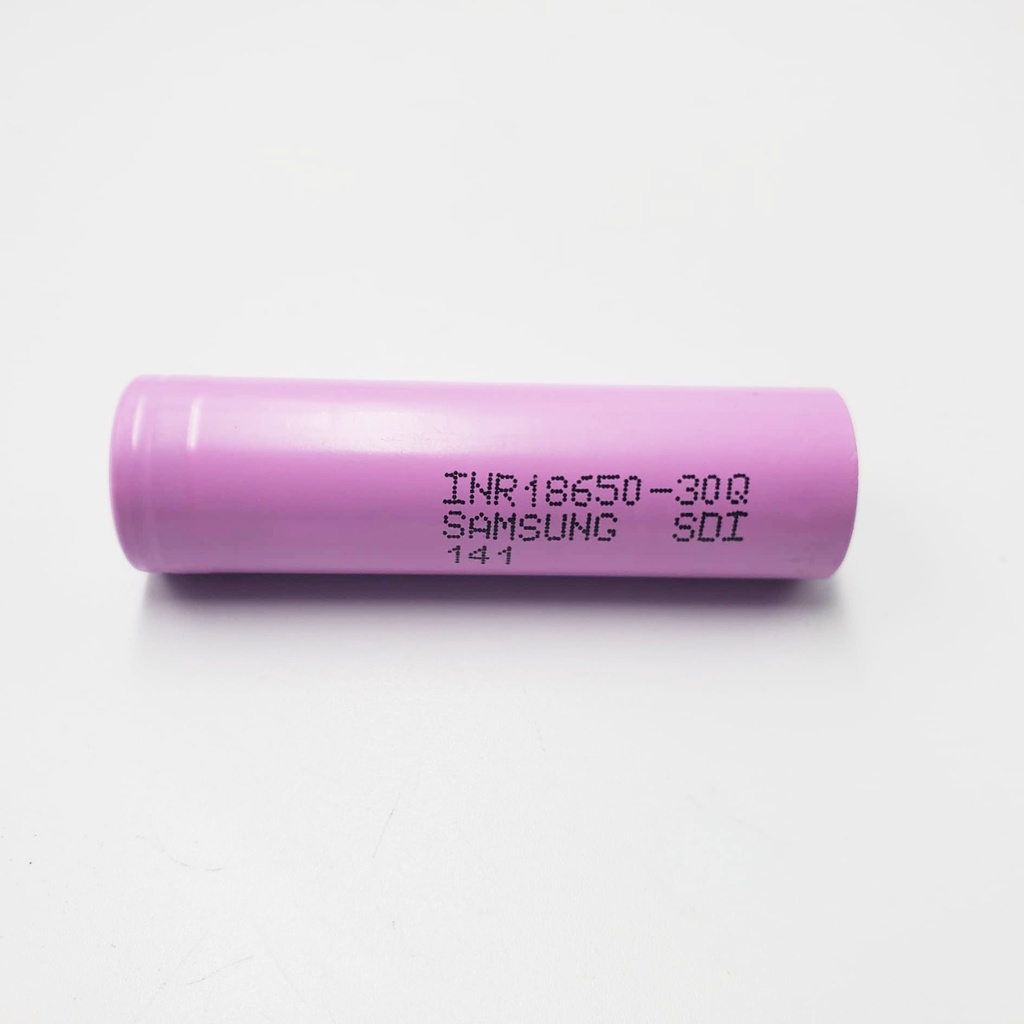 INR18650-30Q
SAMSUNG SDI
141